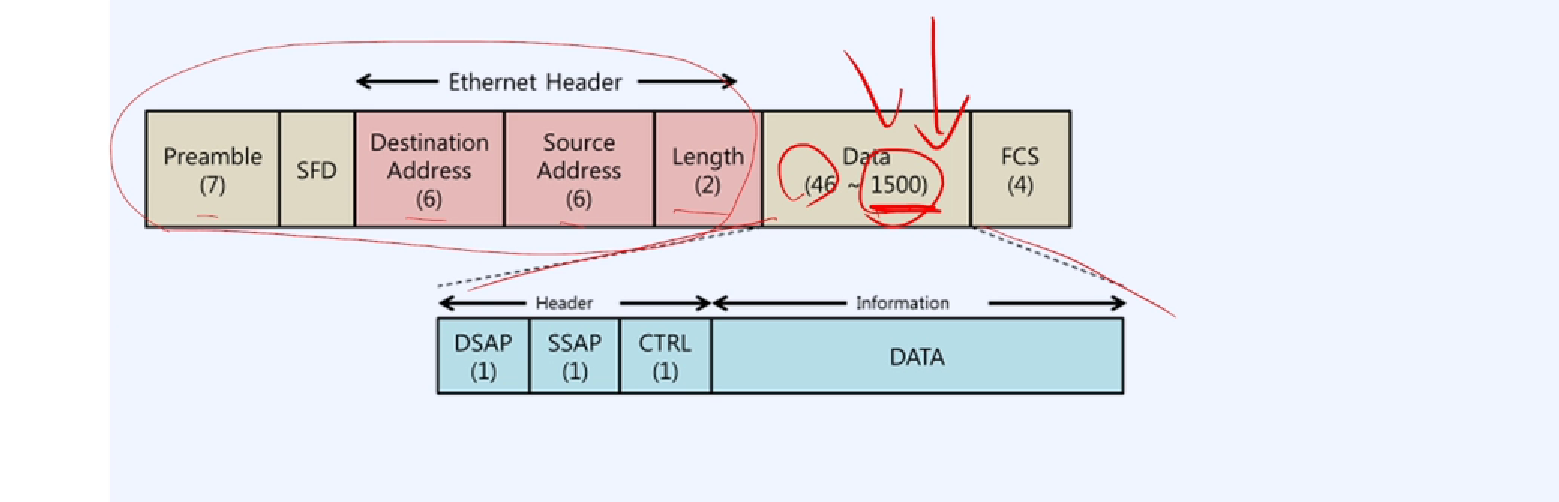 Ethernet Header
Preamble
(7)
SFD
Destination
Address
(6)
Source
Address
(6)
Length
(2)
Data
(46 ~ 1500)
FCS
(4)
Header
Information
DSAP
(1)
SSAP
(1)
CTRL
(1)
DATA